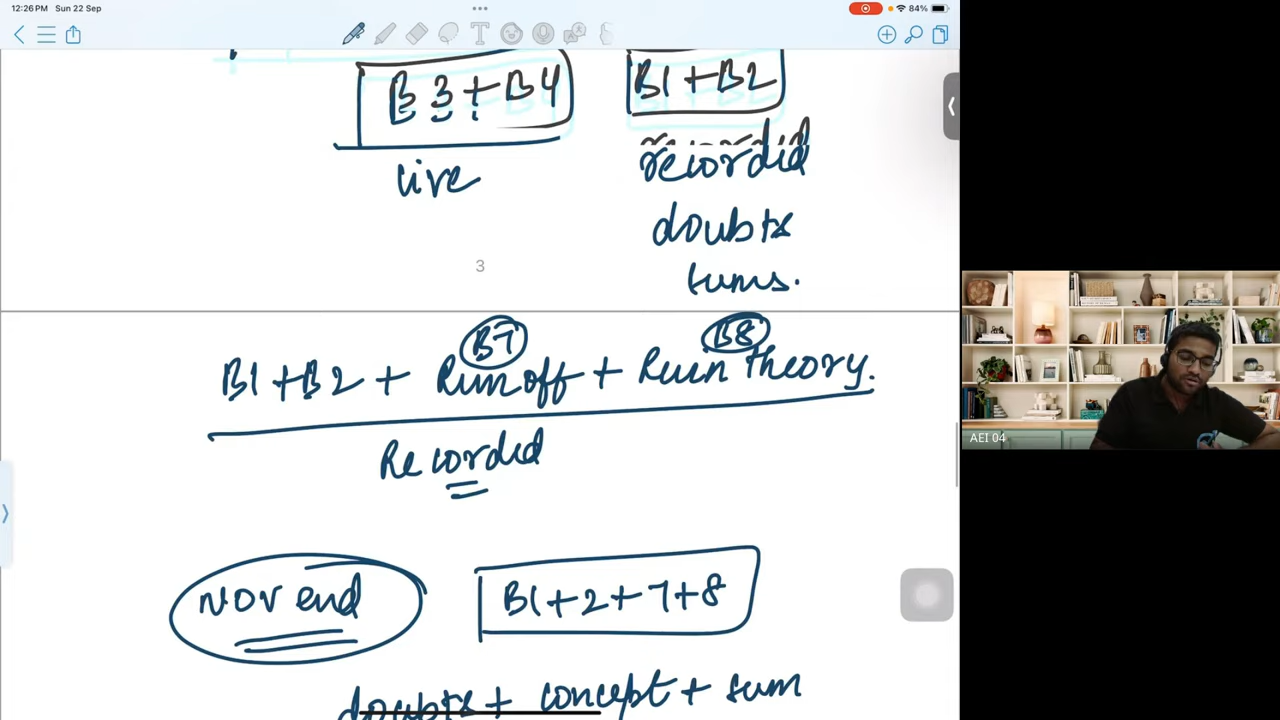 12:26 PM Sun 22 Sep
84%
B3+B4 B1+B2
live recorded
doubts
sums.
3
B7 B8
B1+B2 + Runoff + Ruin theory.
Recorded
Nov end B1+2+7+8
doubts + concept + sum
AEI 04